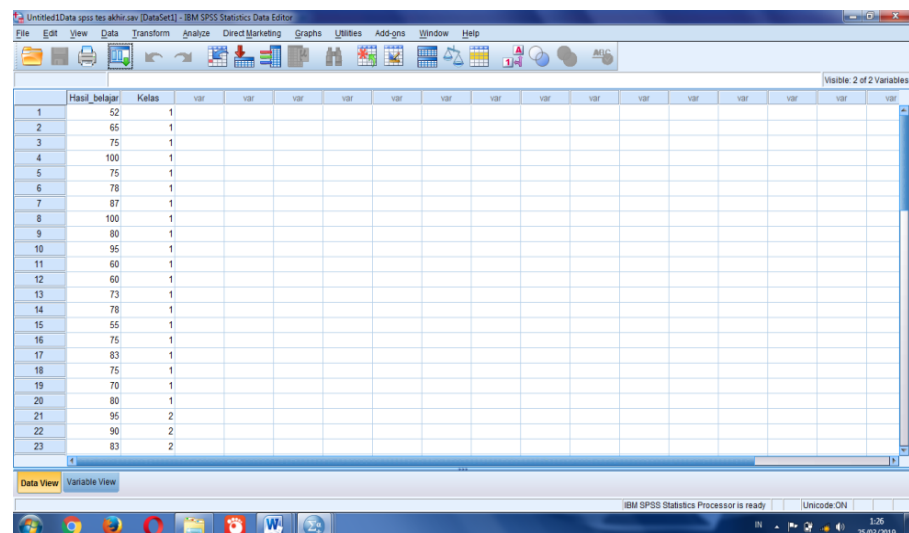 Untitled1Data spss tes akhir.sav [DataSet1] - IBM SPSS Statistics Data Editor
File Edit View Data Transform Analyze Direct Marketing Graphs Utilities Add-ons Window Help
Visible: 2 of 2 Variables
Hasil_belajar Kelas var var var var var var var var var var var var var var var
1 52 1
2 65 1
3 75 1
4 100 1
5 75 1
6 78 1
7 87 1
8 100 1
9 80 1
10 95 1
11 60 1
12 60 1
13 73 1
14 78 1
15 55 1
16 75 1
17 83 1
18 75 1
19 70 1
20 80 1
21 95 2
22 90 2
23 83 2
Data View Variable View
IBM SPSS Statistics Processor is ready Unicode:ON
IN 1:26
25/03/2019